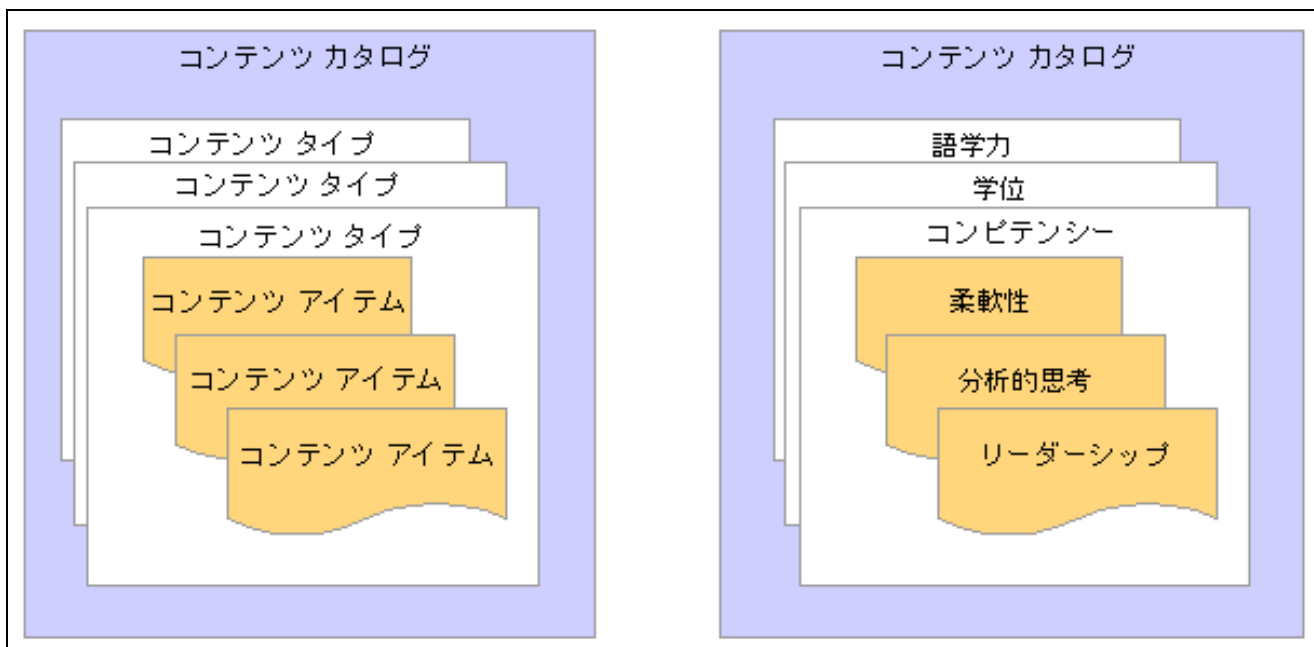 コンテンツ カタログ
コンテンツ タイプ
コンテンツ タイプ
コンテンツ タイプ
コンテンツ アイテム
コンテンツ アイテム
コンテンツ アイテム
コンテンツ カタログ
語学力
学位
コンピテンシー
柔軟性
分析的思考
リーダーシップ